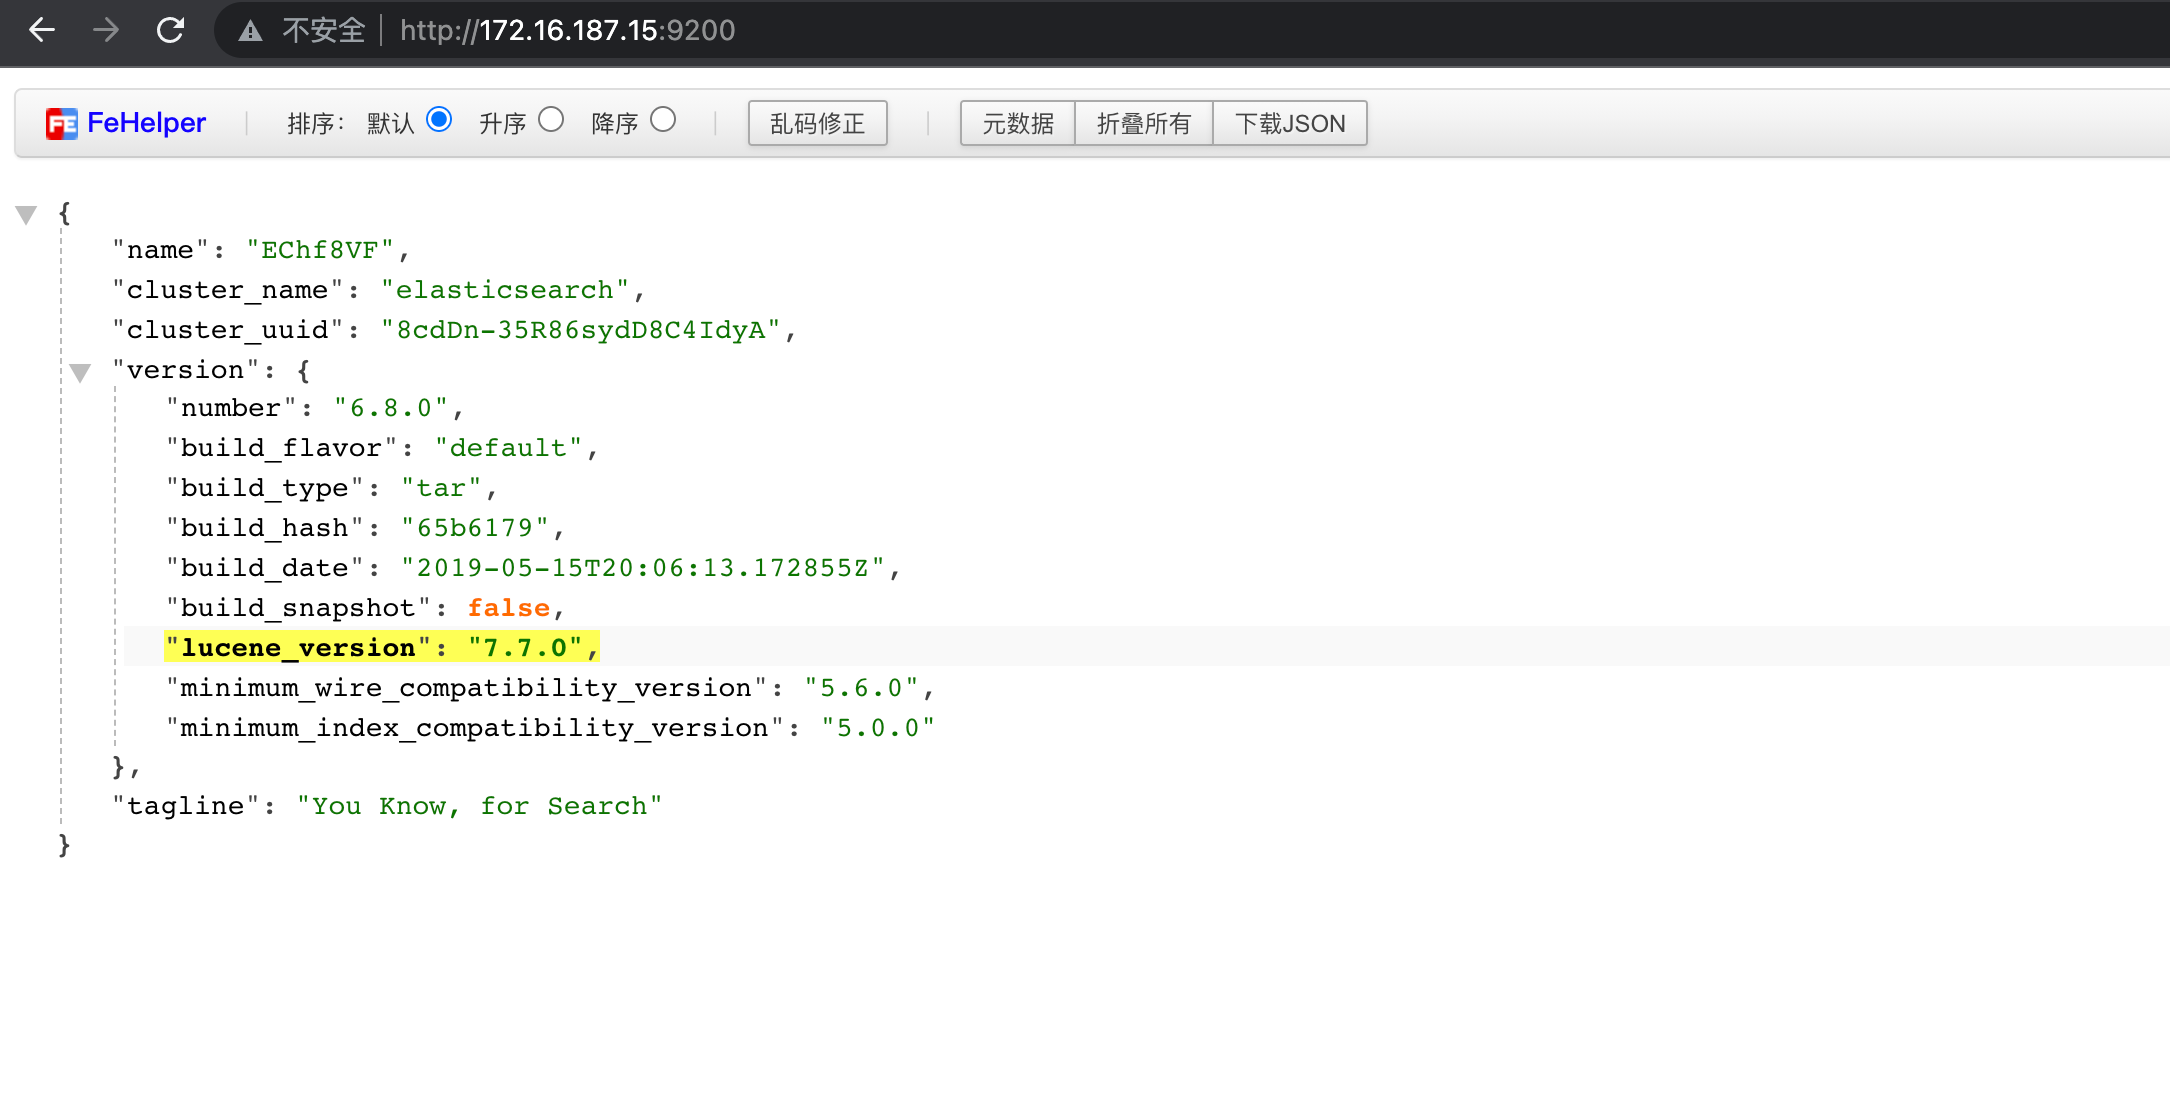 不安全 http://172.16.187.15:9200
FeHelper 排序: 默认 升序 降序 乱码修正 元数据 折叠所有 下载JSON
{
"name": "EChf8VF",
"cluster_name": "elasticsearch",
"cluster_uuid": "8cdDn-35R86sydD8C4IdyA",
"version": {
"number": "6.8.0",
"build_flavor": "default",
"build_type": "tar",
"build_hash": "65b6179",
"build_date": "2019-05-15T20:06:13.172855Z",
"build_snapshot": false,
"lucene_version": "7.7.0",
"minimum_wire_compatibility_version": "5.6.0",
"minimum_index_compatibility_version": "5.0.0"
},
"tagline": "You Know, for Search"
}